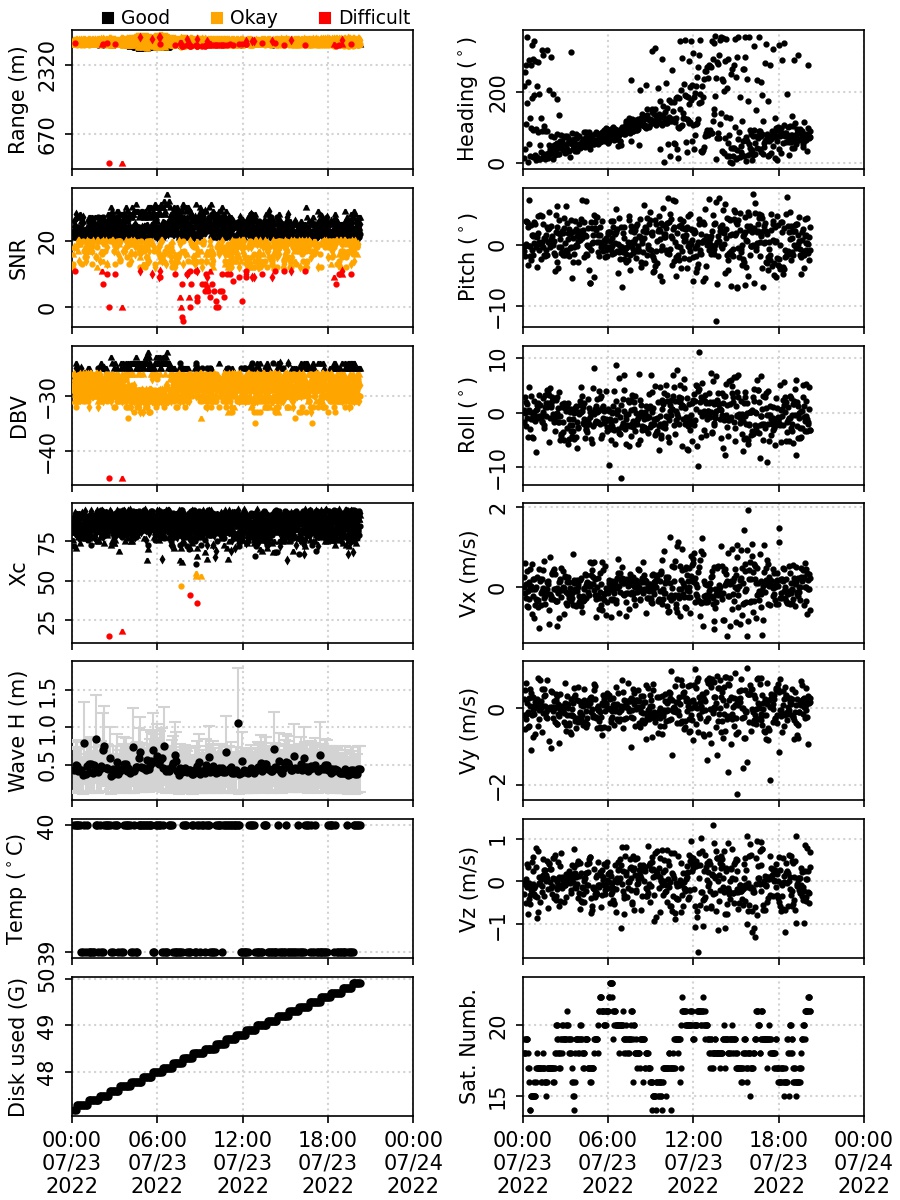 Good Okay Difficult
Range (m)
2320
670
Heading (°)
200
0
SNR
20
0
Pitch (°)
0
−10
DBV
−30
−40
Roll (°)
10
0
−10
Xc
75
50
25
Vx (m/s)
2
0
Wave H (m)
1.5
1.0
0.5
Vy (m/s)
0
−2
Temp (°C)
40
39
Vz (m/s)
1
0
−1
Disk used (G)
50
49
48
Sat. Numb.
20
15
00:00 06:00 12:00 18:00 00:00
07/23 07/23 07/23 07/23 07/24
2022 2022 2022 2022 2022
00:00 06:00 12:00 18:00 00:00
07/23 07/23 07/23 07/23 07/24
2022 2022 2022 2022 2022